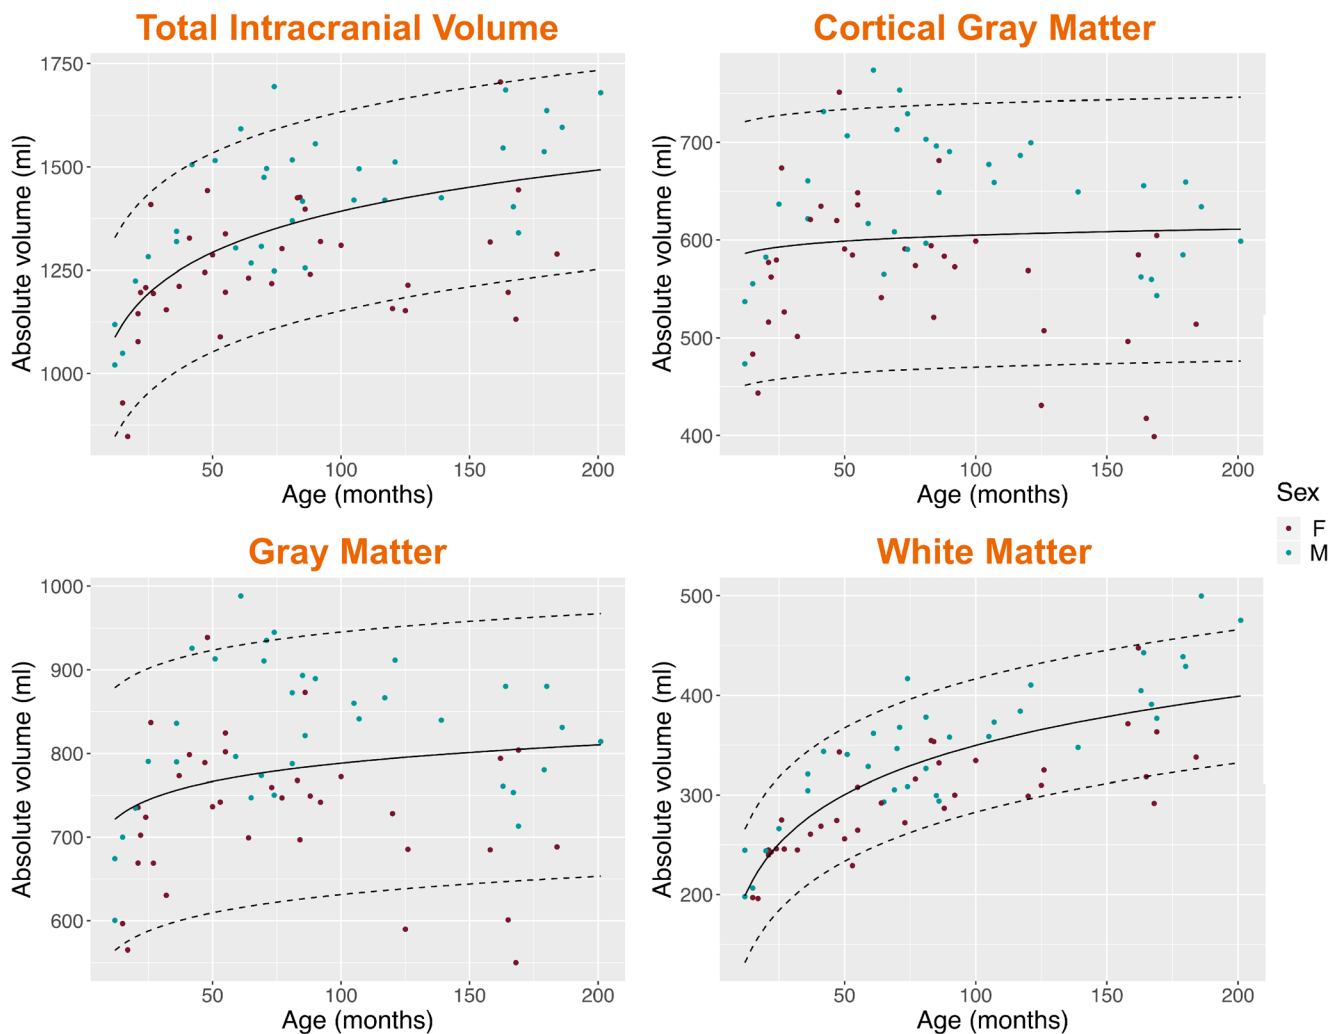 Total Intracranial Volume
Absolute volume (ml)
1750
1500
1250
1000
50 100 150 200
Age (months)
Cortical Gray Matter
Absolute volume (ml)
700
600
500
400
50 100 150 200
Age (months)
Sex
F
M
Gray Matter
Absolute volume (ml)
1000
900
800
700
600
50 100 150 200
Age (months)
White Matter
Absolute volume (ml)
500
400
300
200
50 100 150 200
Age (months)